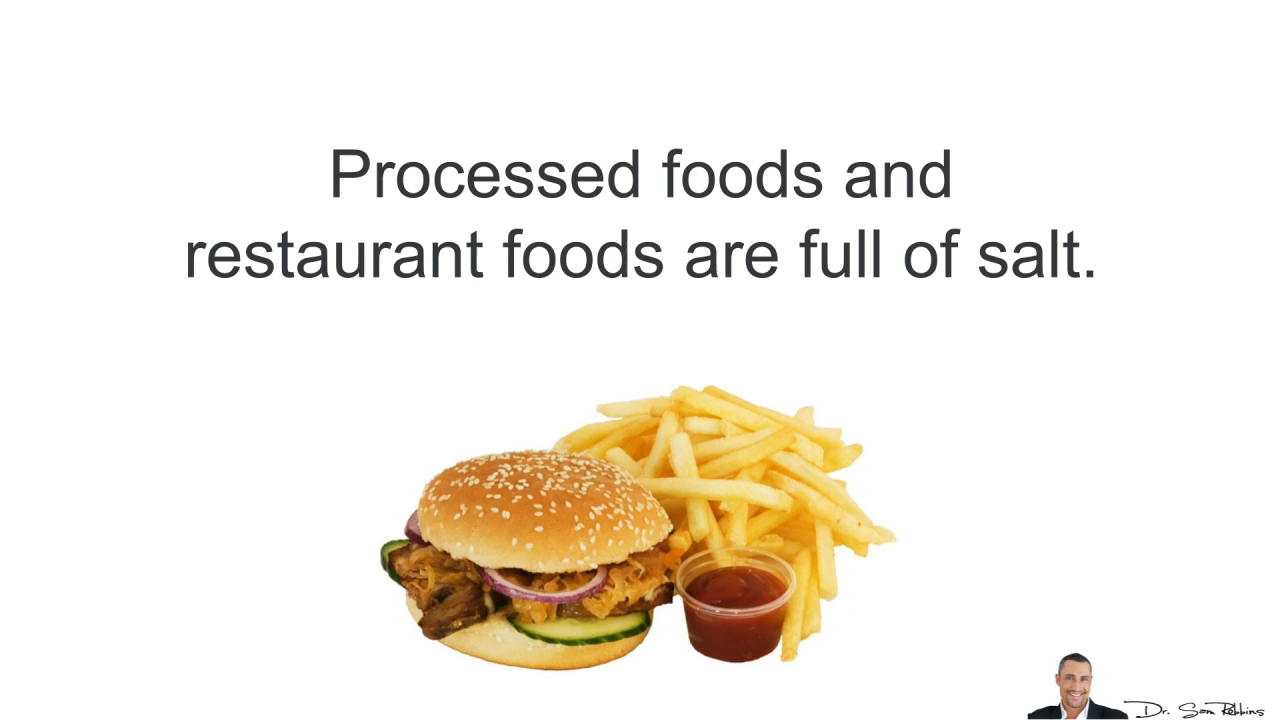 Processed foods and
restaurant foods are full of salt.
Dr. Sam Robbins